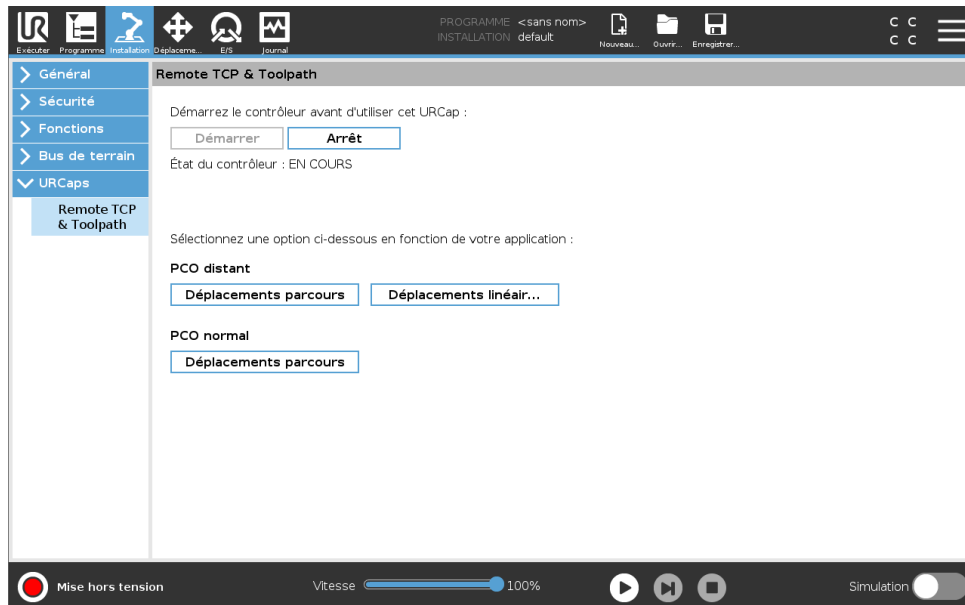 UR
PROGRAMME <sans nom>
INSTALLATION default
C C
C C
Exécuter Programme Installation Déplaceme... E/S Journal
Nouveau... Ouvrir... Enregistrer...
Général
Sécurité
Fonctions
Bus de terrain
URCaps
Remote TCP
& Toolpath
Remote TCP & Toolpath
Démarrez le contrôleur avant d'utiliser cet URCap :
Démarrer Arrêt
État du contrôleur : EN COURS
Sélectionnez une option ci-dessous en fonction de votre application :
PCO distant
Déplacements parcours Déplacements linéair...
PCO normal
Déplacements parcours
Mise hors tension Vitesse 100% Simulation